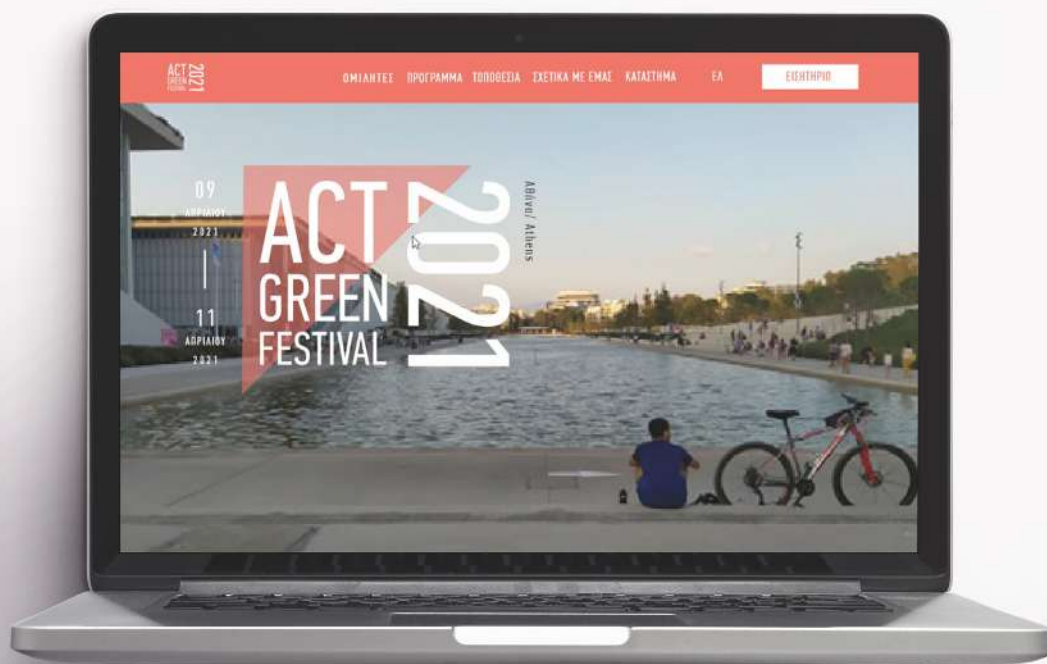 ACT
GREEN
FESTIVAL
2021
ΟΜΙΛΗΤΕΣ ΠΡΟΓΡΑΜΜΑ ΤΟΠΟΘΕΣΙΑ ΣΧΕΤΙΚΑ ΜΕ ΕΜΑΣ ΚΑΤΑΣΤΗΜΑ ΕΛ ΕΙΣΗΤΗΡΙΟ
09
ΑΠΡΙΛΙΟΥ
2021
11
ΑΠΡΙΛΙΟΥ
2021
ACT
GREEN
FESTIVAL
2021
Αθήνα/ Athens